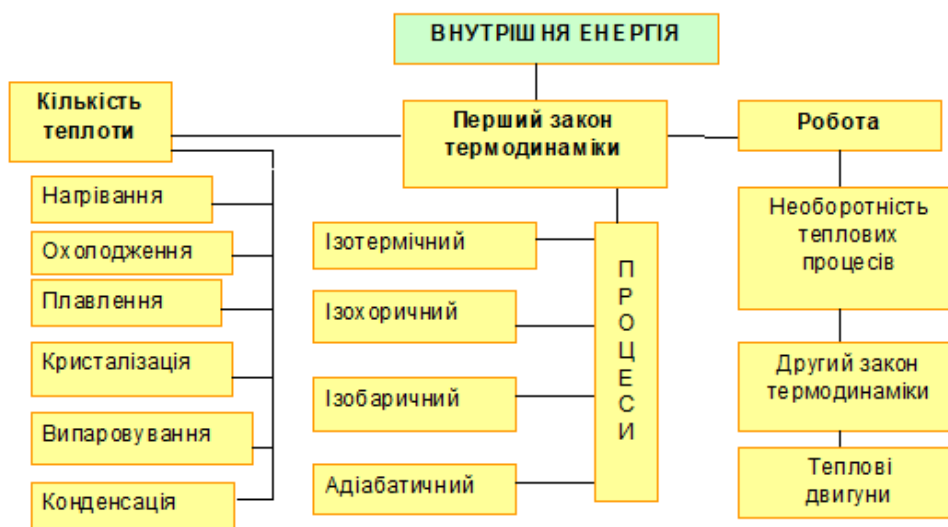 ВНУТРІШНЯ ЕНЕРГІЯ
Кількість
теплоти
Перший закон
термодинаміки
Робота
Нагрівання
Охолодження
Плавлення
Кристалізація
Випаровування
Конденсація
Ізотермічний
Ізохоричний
Ізобаричний
Адіабатичний
П
Р
О
Ц
Е
С
И
Необоротність
теплових
процесів
Другий закон
термодинаміки
Теплові
двигуни